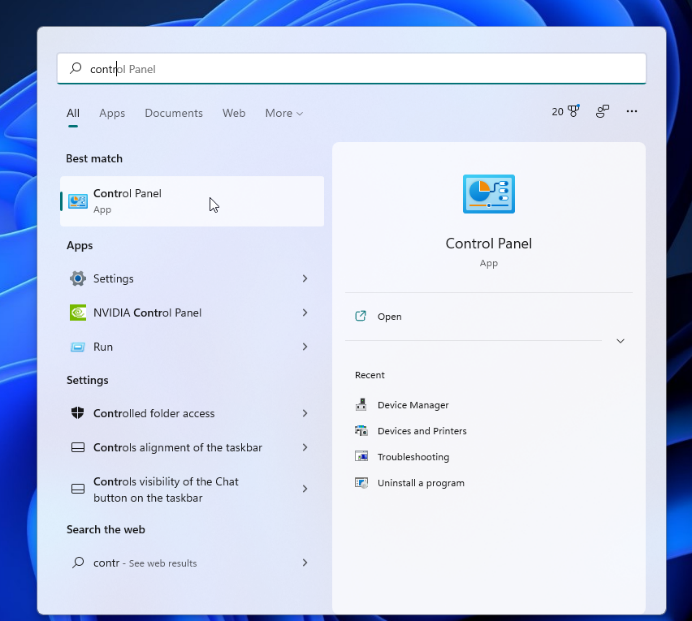 control Panel
All Apps Documents Web More 20 ...
Best match
Control Panel
App
Apps
Settings
NVIDIA Control Panel
Run
Settings
Controlled folder access
Controls alignment of the taskbar
Controls visibility of the Chat
button on the taskbar
Search the web
contr - See web results
Control Panel
App
Open
Recent
Device Manager
Devices and Printers
Troubleshooting
Uninstall a program